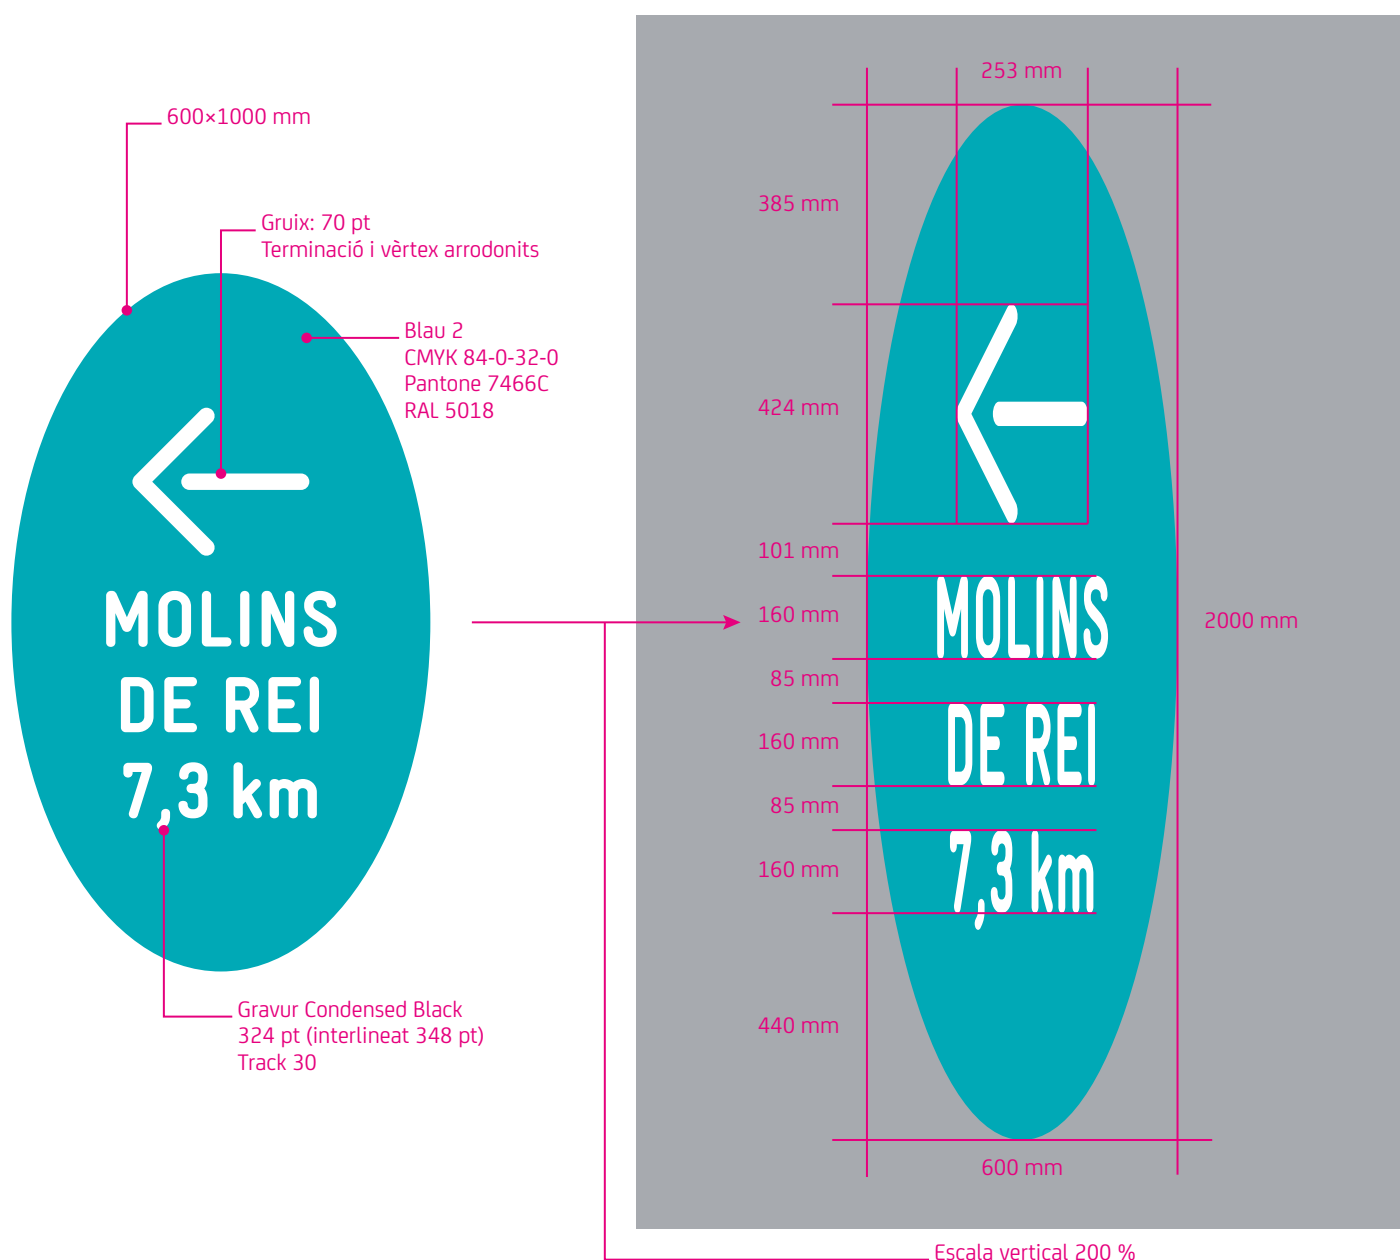 600×1000 mm
Gruix: 70 pt
Terminació i vèrtex arrodonits
Blau 2
CMYK 84-0-32-0
Pantone 7466C
RAL 5018
MOLINS
DE REI
7,3 km
Gravur Condensed Black
324 pt (interlineat 348 pt)
Track 30
253 mm
385 mm
424 mm
101 mm
160 mm
85 mm
160 mm
85 mm
160 mm
440 mm
MOLINS
DE REI
7,3 km
2000 mm
600 mm
Escala vertical 200 %